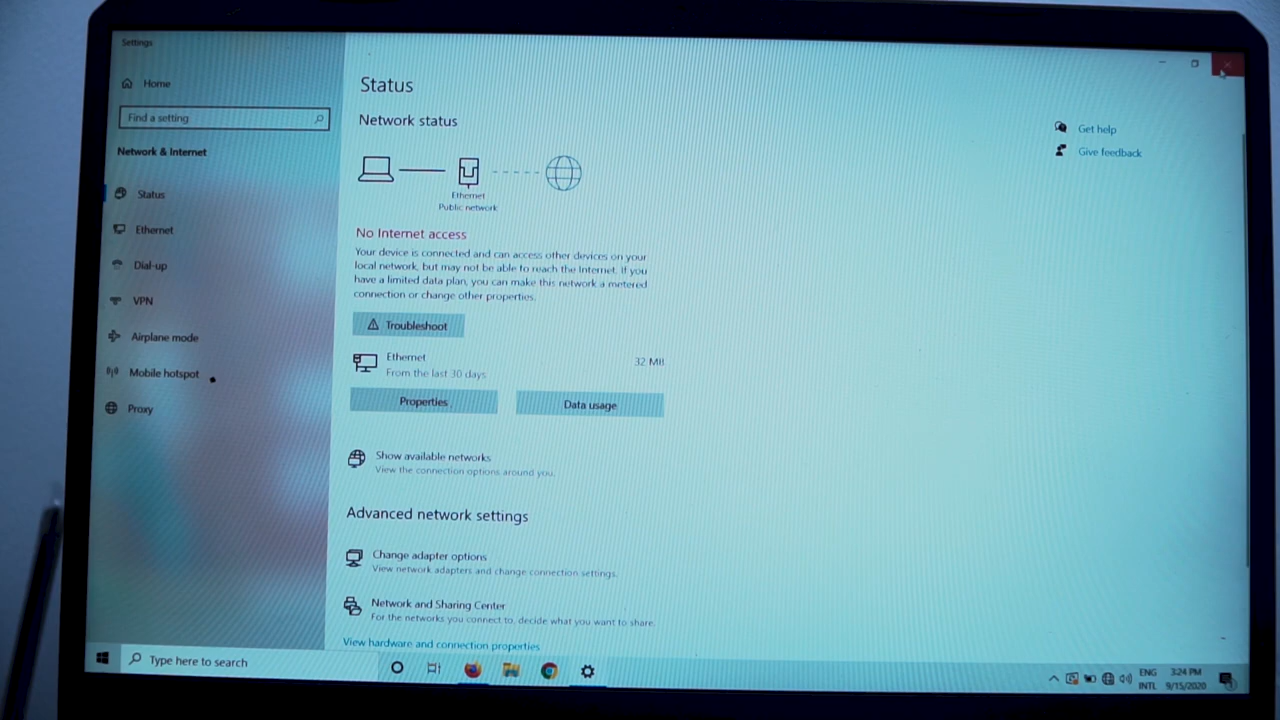 Settings
Home
Find a setting
Network & Internet
Status
Ethernet
Dial-up
VPN
Airplane mode
Mobile hotspot
Proxy
Status
Network status
Ethernet
Public network
No Internet access
Your device is connected and can access other devices on your
local network, but may not be able to reach the Internet. If you
have a limited data plan, you can make this network a metered
connection or change other properties.
Troubleshoot
Ethernet
From the last 30 days
32 MB
Properties
Data usage
Show available networks
View the connection options around you.
Advanced network settings
Change adapter options
View network adapters and change connection settings.
Network and Sharing Center
For the networks you connect to, decide what you want to share.
View hardware and connection properties
Get help
Give feedback
Type here to search
ENG
INTL
3:24 PM
9/15/2020